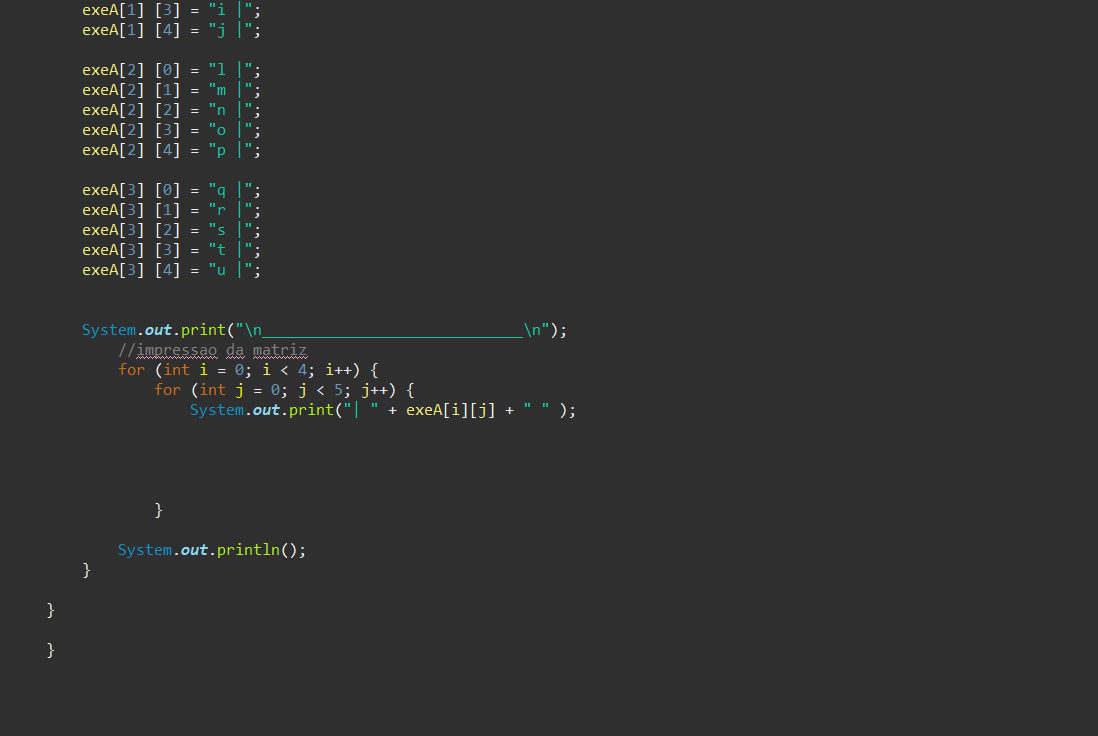 exeA[1] [3] = "i |";
exeA[1] [4] = "j |";
exeA[2] [0] = "l |";
exeA[2] [1] = "m |";
exeA[2] [2] = "n |";
exeA[2] [3] = "o |";
exeA[2] [4] = "p |";
exeA[3] [0] = "q |";
exeA[3] [1] = "r |";
exeA[3] [2] = "s |";
exeA[3] [3] = "t |";
exeA[3] [4] = "u |";
System.out.print("\n_____________________________\n");
//impressao da matriz
for (int i = 0; i < 4; i++) {
for (int j = 0; j < 5; j++) {
System.out.print("| " + exeA[i][j] + " " );
}
System.out.println();
}
}
}